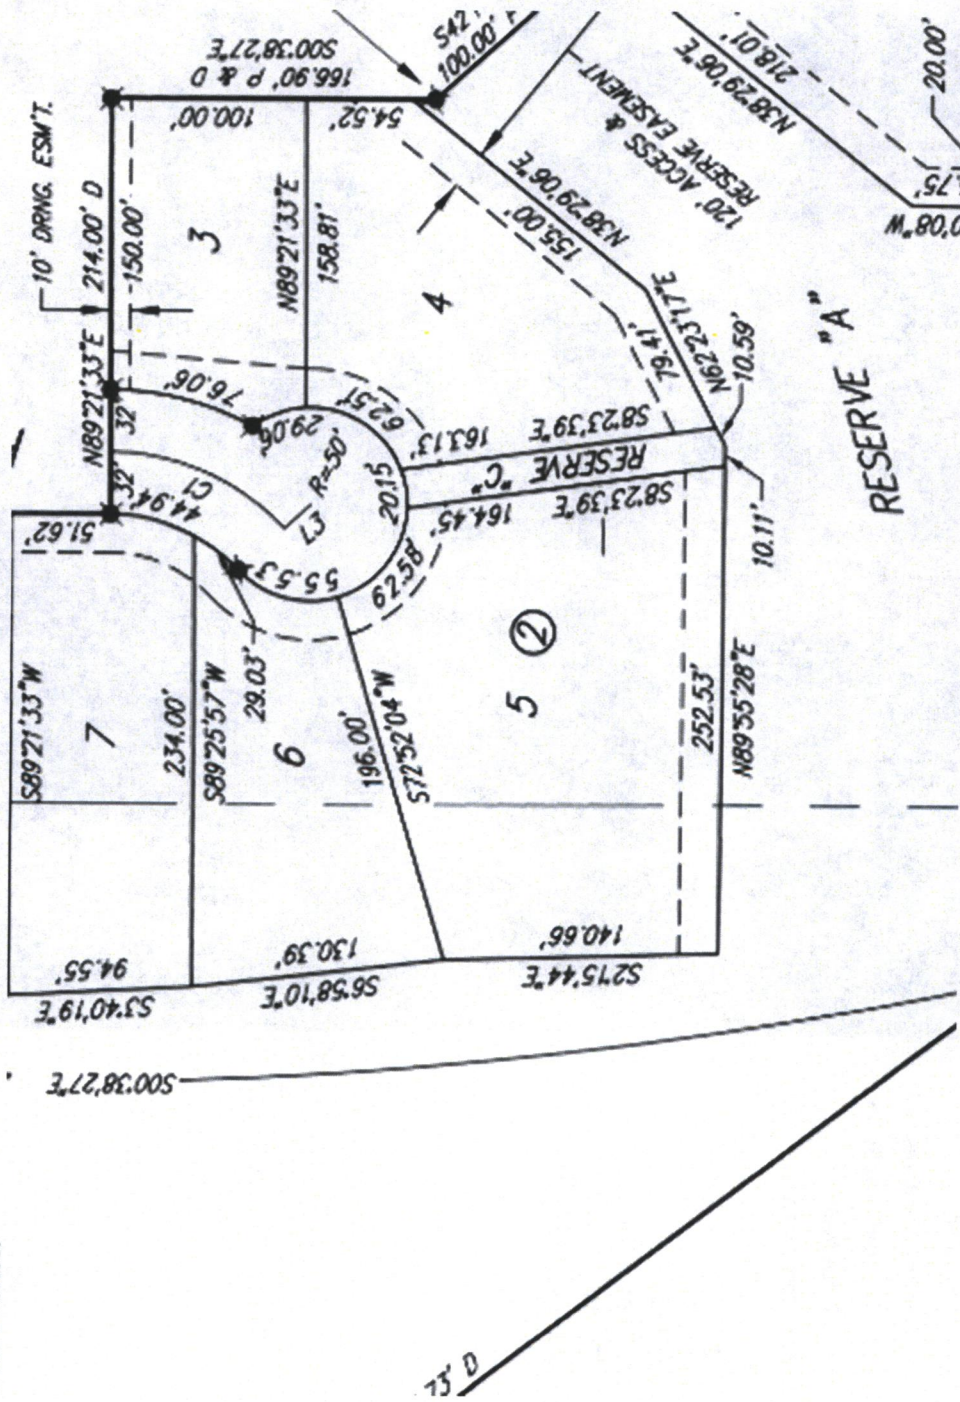 S00°38'27"E
166.90' P & D
100.00'
54.52'
100.00'
10' DRNG. ESM'T.
N89°21'33"E 214.00' D
150.00'
3
N89°21'33"E
158.81'
120' ACCESS &
RESERVE EASEMENT
N38°29'06"E
218.01'
20.00'
155.00'
N38°29'06"E
4
79.41'
N62°23'17"E
10.59'
32'
32'
76.06'
29.06'
62.51'
R=50'
C1
L3
44.94'
51.62'
20.15'
163.13'
S8°23'39"E
RESERVE "C"
164.45'
S8°23'39"E
10.11'
RESERVE "A"
55.53'
62.58'
29.03'
S89°21'33"W
7
234.00'
S89°25'57"W
6
196.00'
S72°52'04"W
5
2
252.53'
N89°55'28"E
94.55'
S3°40'19"E
130.39'
S6°58'10"E
140.66'
S2°15'44"E
S00°38'27"E
73' D